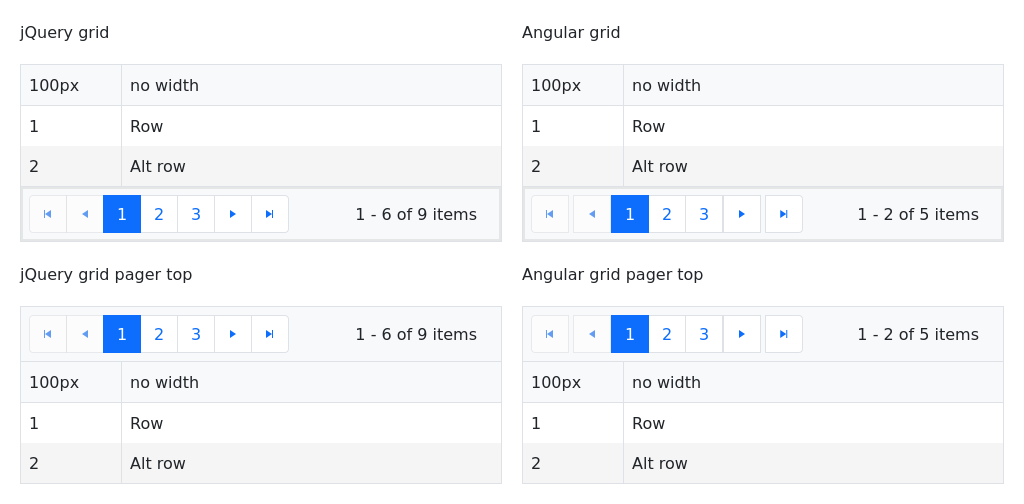 jQuery grid
100px no width
1 Row
2 Alt row
1 2 3 1 - 6 of 9 items
Angular grid
100px no width
1 Row
2 Alt row
1 2 3 1 - 2 of 5 items
jQuery grid pager top
1 2 3 1 - 6 of 9 items
100px no width
1 Row
2 Alt row
Angular grid pager top
1 2 3 1 - 2 of 5 items
100px no width
1 Row
2 Alt row